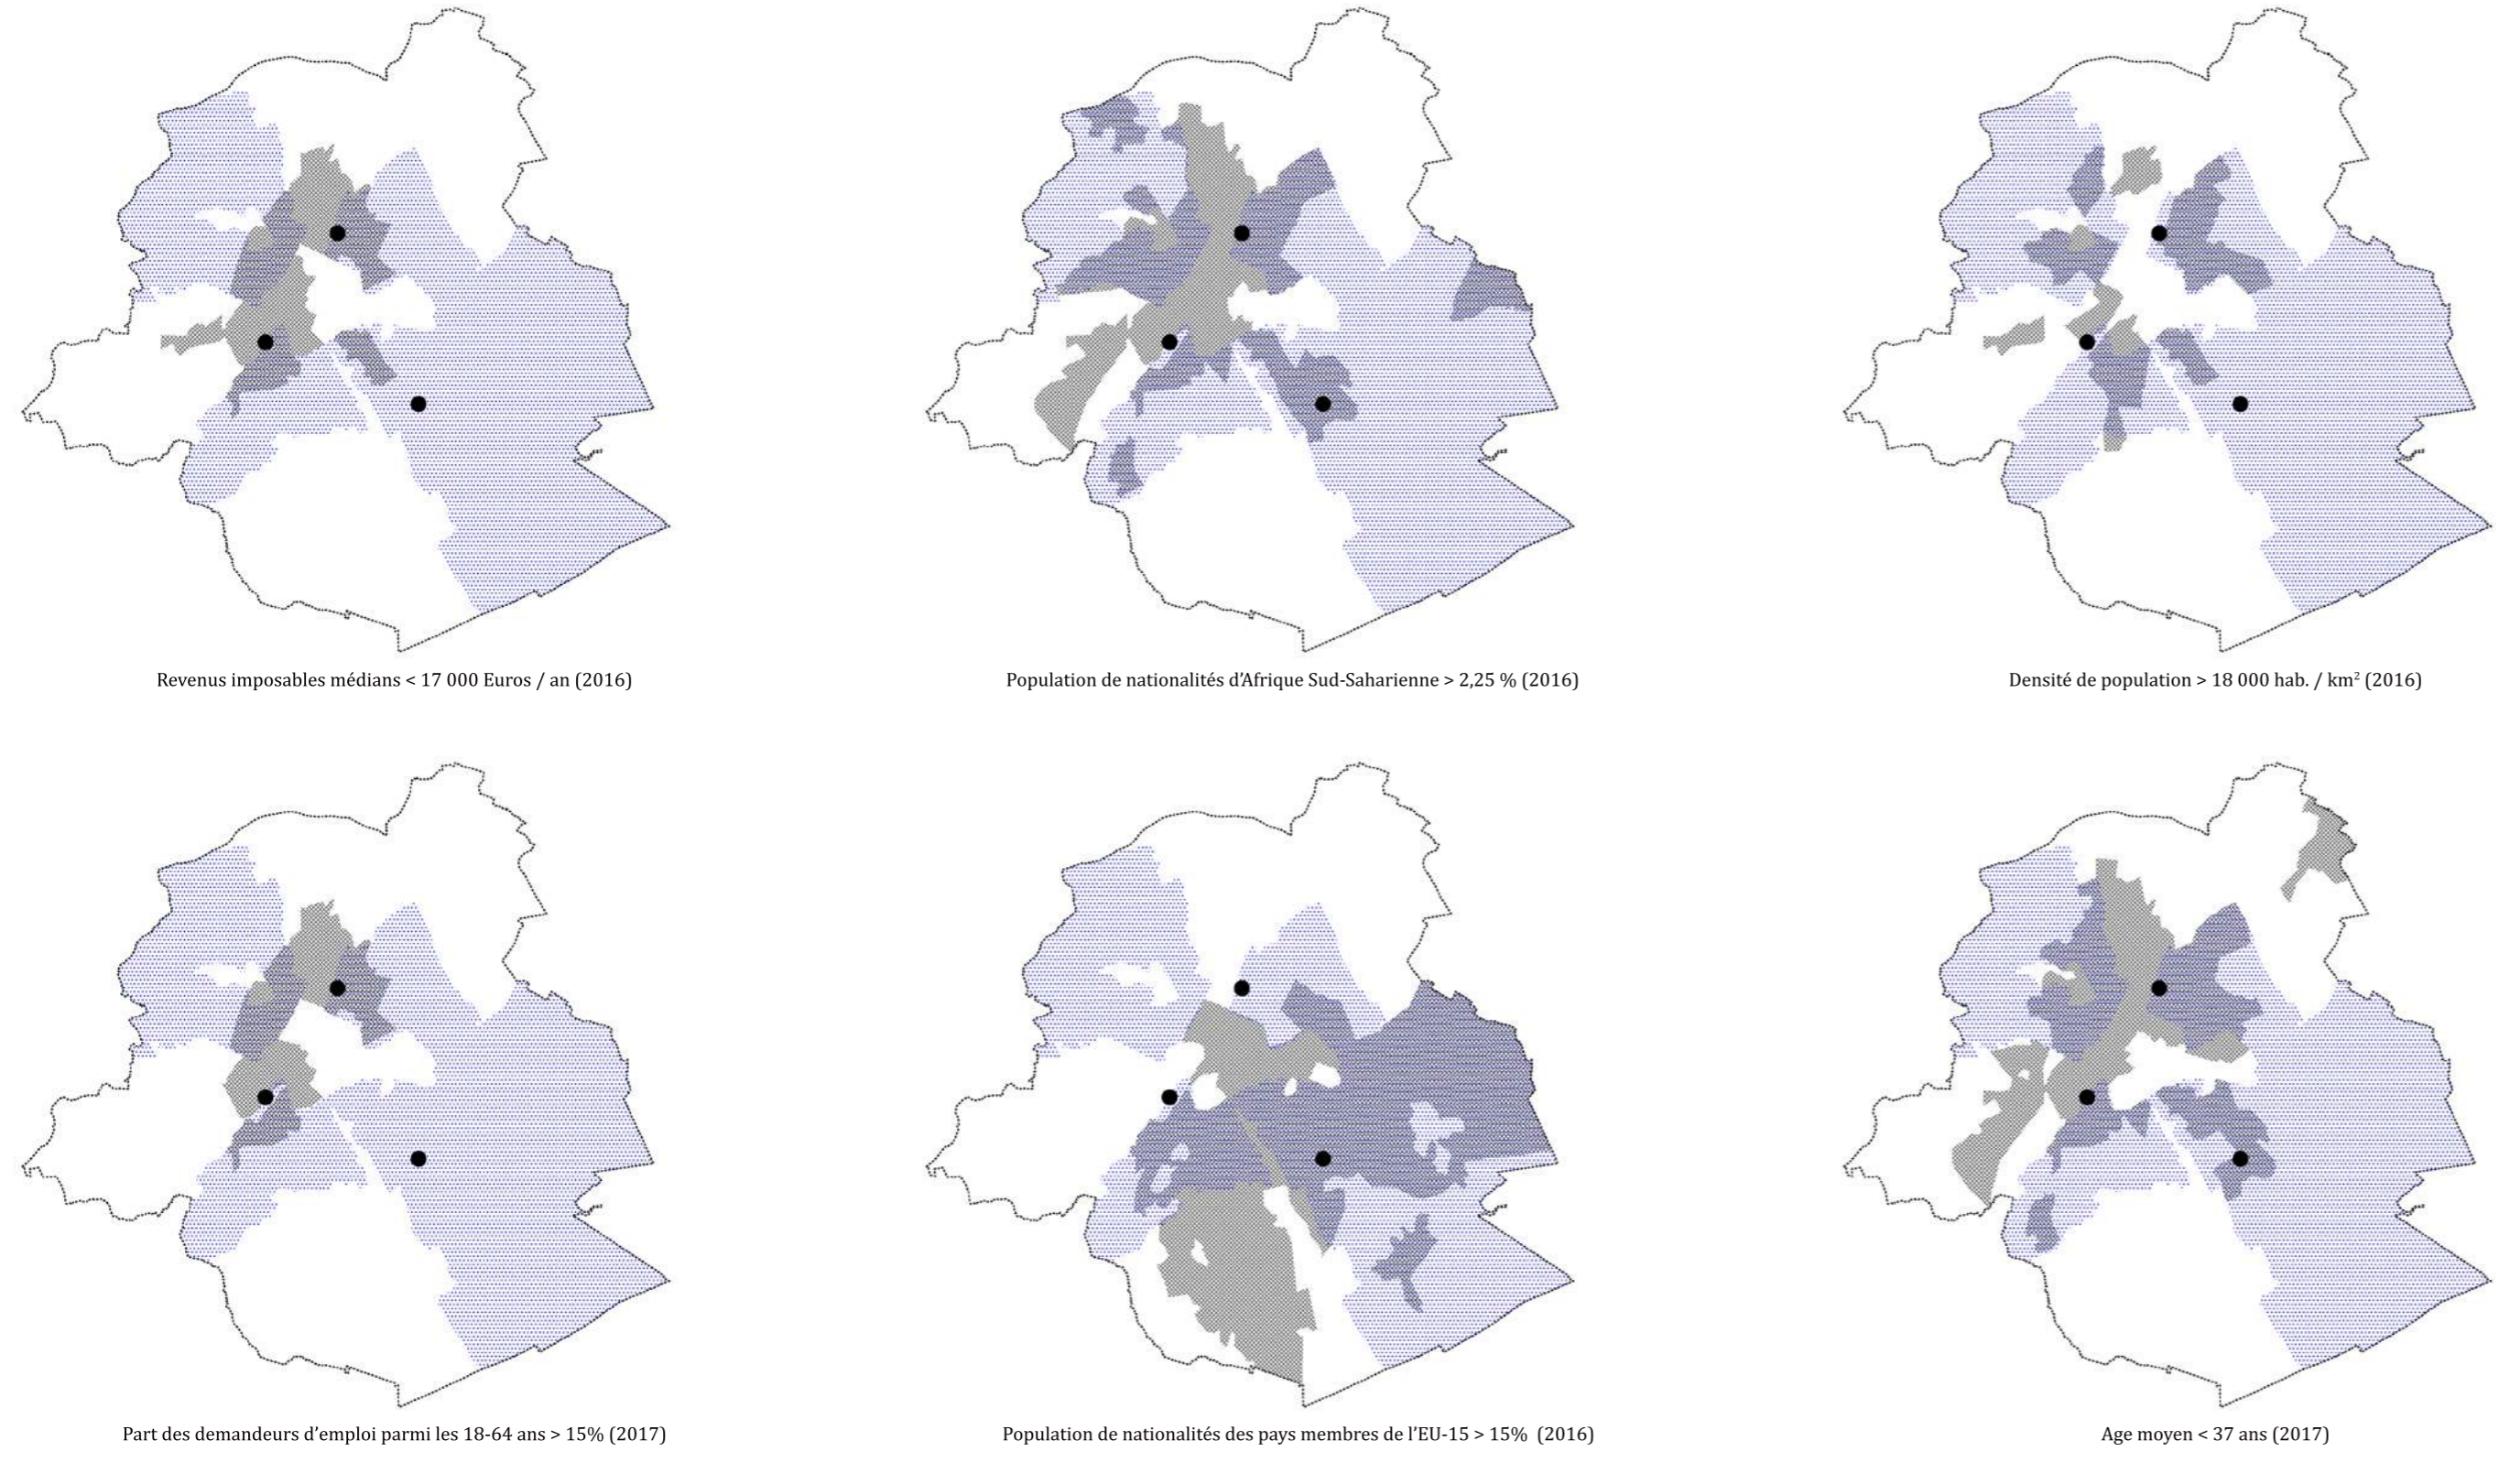 Revenus imposables médians < 17 000 Euros / an (2016)
Population de nationalités d'Afrique Sud-Saharienne > 2,25 % (2016)
Densité de population > 18 000 hab. / km² (2016)
Part des demandeurs d'emploi parmi les 18-64 ans > 15% (2017)
Population de nationalités des pays membres de l'EU-15 > 15% (2016)
Age moyen < 37 ans (2017)